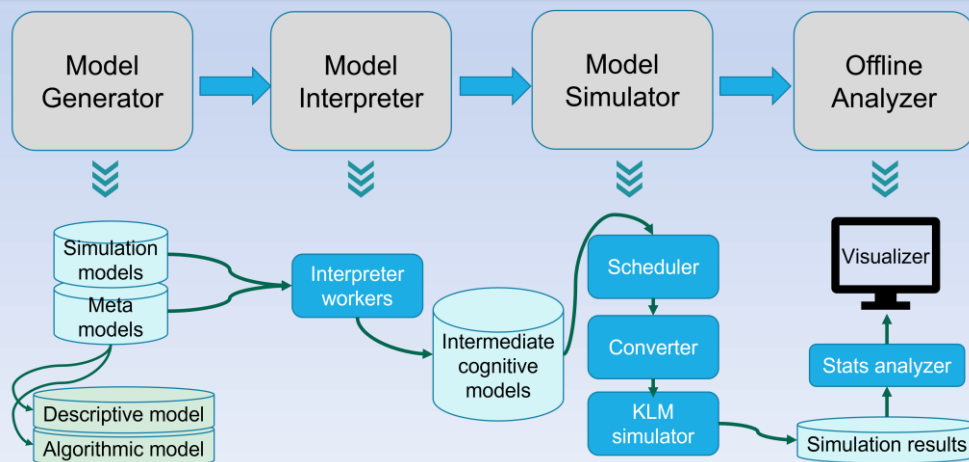 Model
Generator
Model
Interpreter
Model
Simulator
Offline
Analyzer
Simulation
models
Meta
models
Descriptive model
Algorithmic model
Interpreter
workers
Intermediate
cognitive
models
Scheduler
Converter
KLM
simulator
Visualizer
Stats analyzer
Simulation results